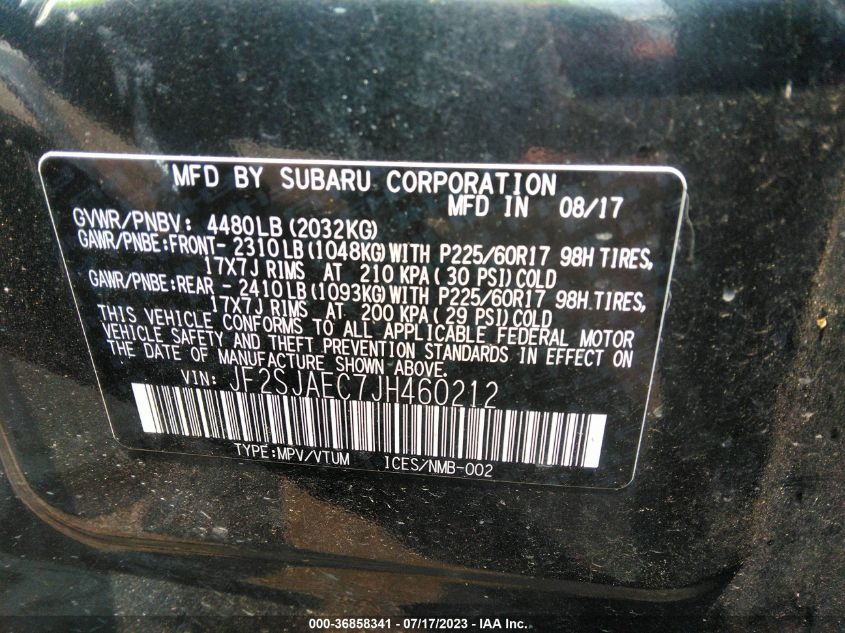 MFD BY SUBARU CORPORATION
MFD IN 08/17
GVWR/PNBV: 4480LB (2032KG)
GAWR/PNBE:FRONT- 2310LB (1048KG) WITH P225/60R17 98H TIRES,
17X7J RIMS AT 210 KPA( 30 PSI) COLD
GAWR/PNBE:REAR - 2410LB (1093KG) WITH P225/60R17 98H TIRES,
17X7J RIMS AT 200 KPA( 29 PSI) COLD
THIS VEHICLE CONFORMS TO ALL APPLICABLE FEDERAL MOTOR
VEHICLE SAFETY AND THEFT PREVENTION STANDARDS IN EFFECT ON
THE DATE OF MANUFACTURE SHOWN ABOVE.
VIN: JF2SJAEC7JH460212
TYPE:MPV/VTUM ICES/NMB-002
000-36858341 / 07/17/2023 - IAA Inc.